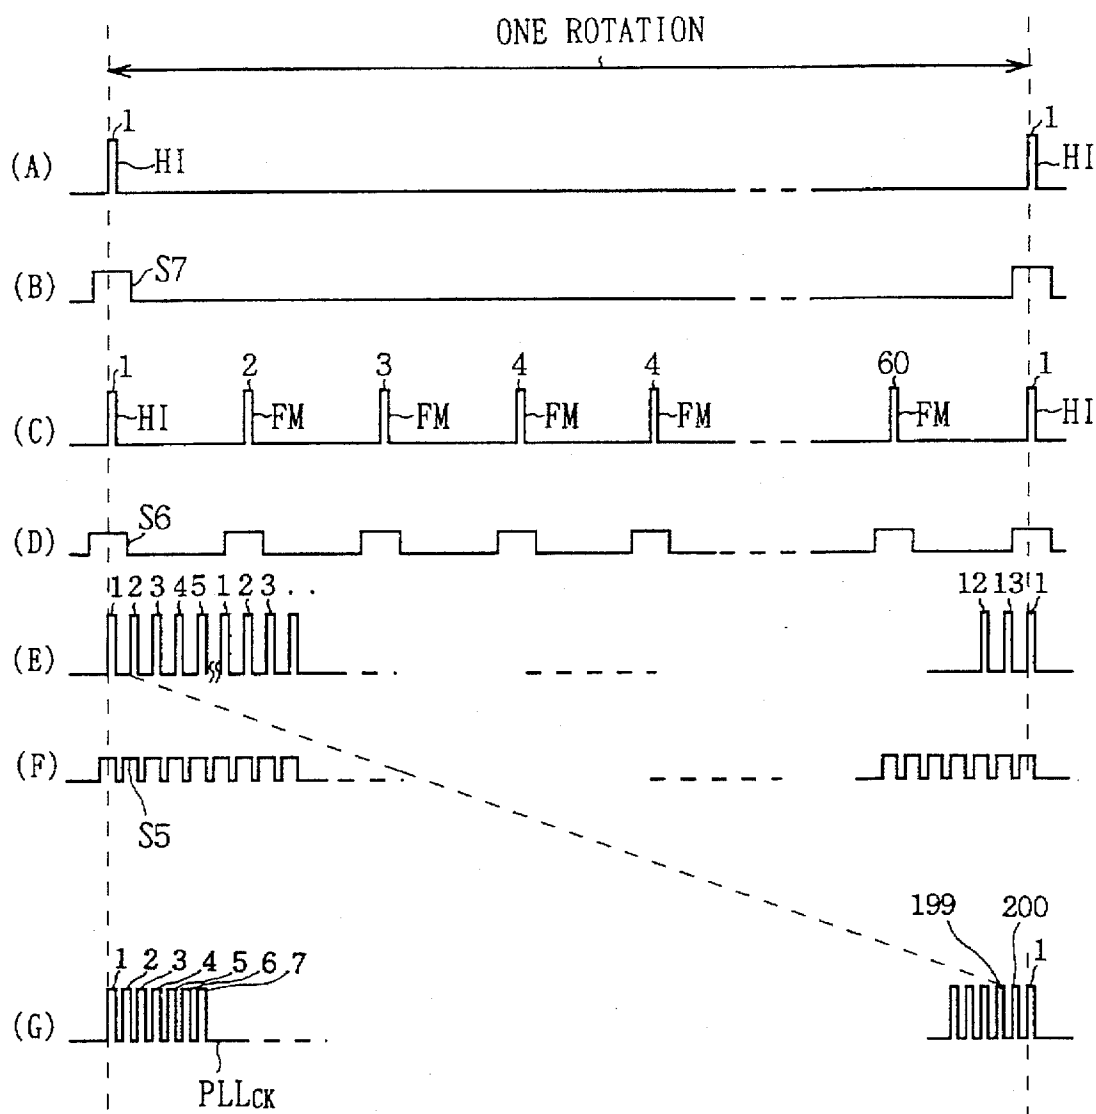 ONE ROTATION
1 1
(A) HI HI
(B) S7
1 2 3 4 4 60 1
(C) HI FM FM FM FM FM HI
(D) S6
1 2 3 4 5 1 2 3 . . 12 13 1
(E)
(F)
S5
199 200
1 2 3 4 5 6 7 1
(G)
PLLCK